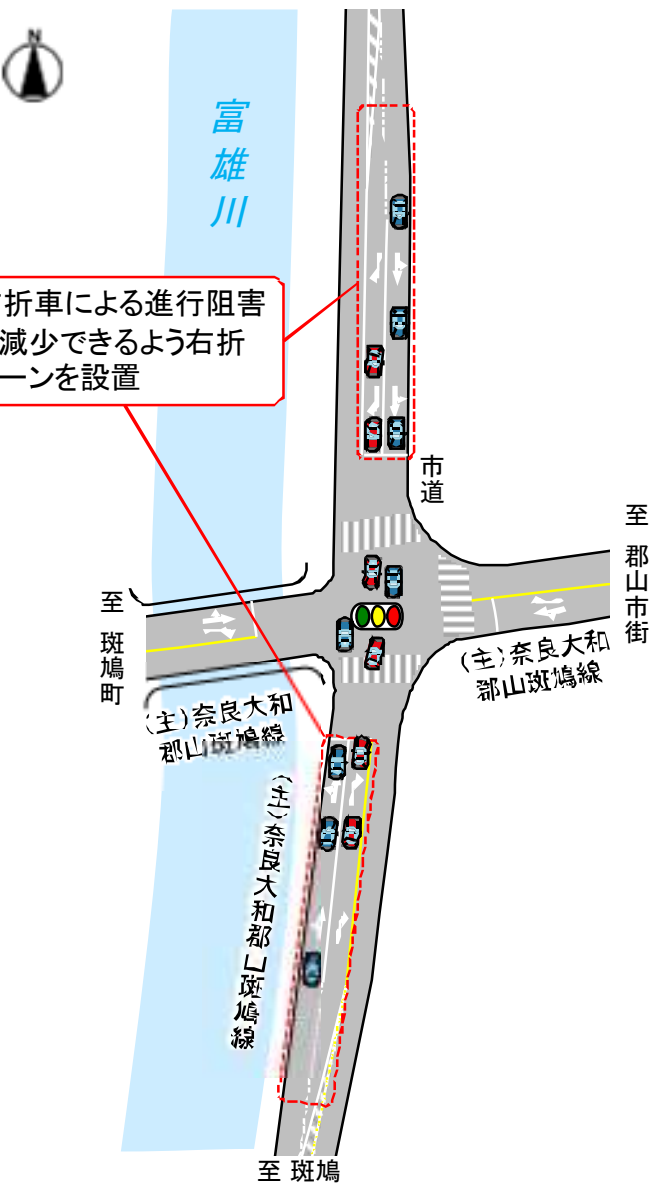 N
富雄川
折車による進行阻害
減少できるよう右折
ーンを設置
市道
至 郡山市街
至 斑鳩町
(主)奈良大和
郡山斑鳩線
(主)奈良大和
郡山斑鳩線
(主)奈良大和郡山斑鳩線
至 斑鳩